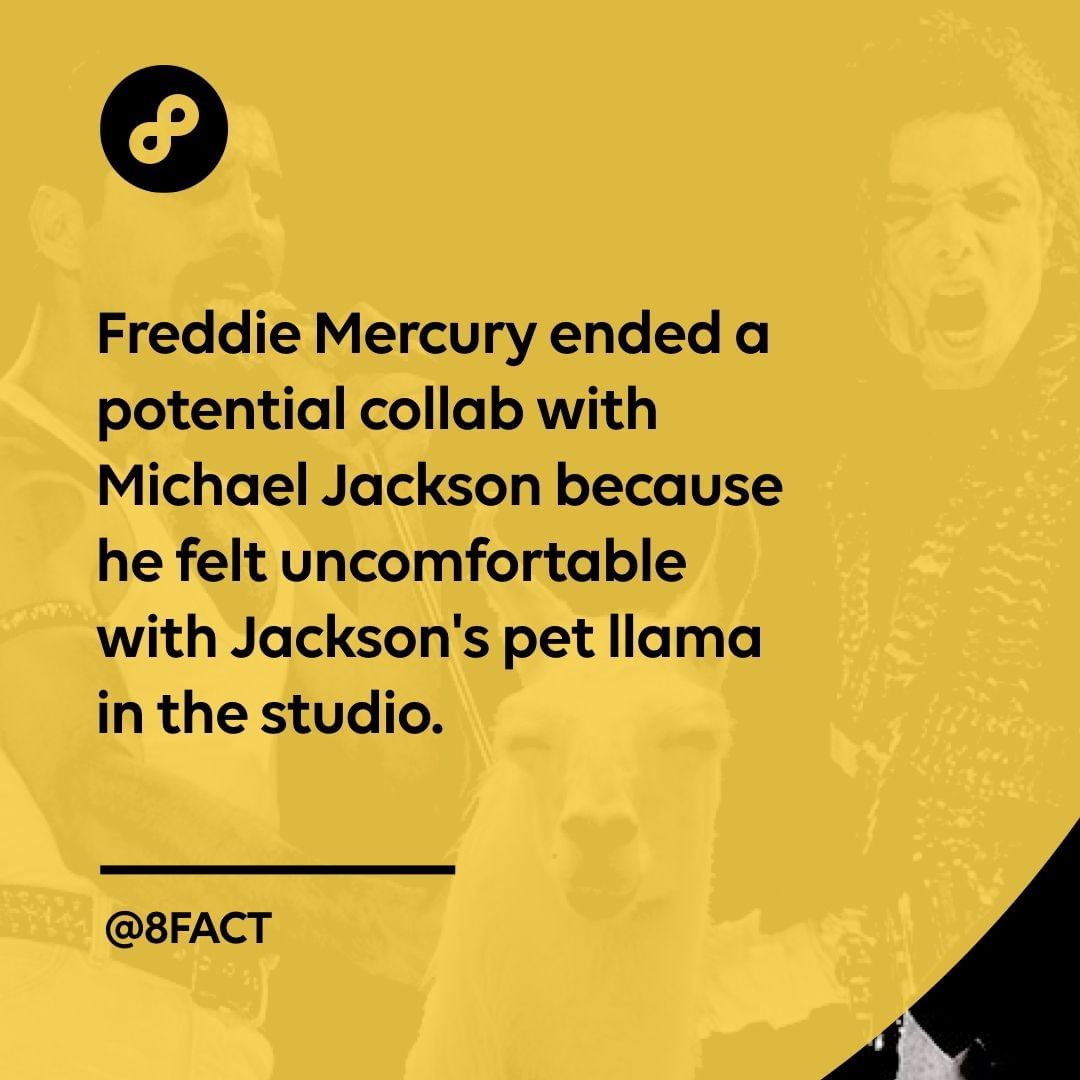 Freddie Mercury ended a
potential collab with
Michael Jackson because
he felt uncomfortable
with Jackson's pet llama
in the studio.
@8FACT